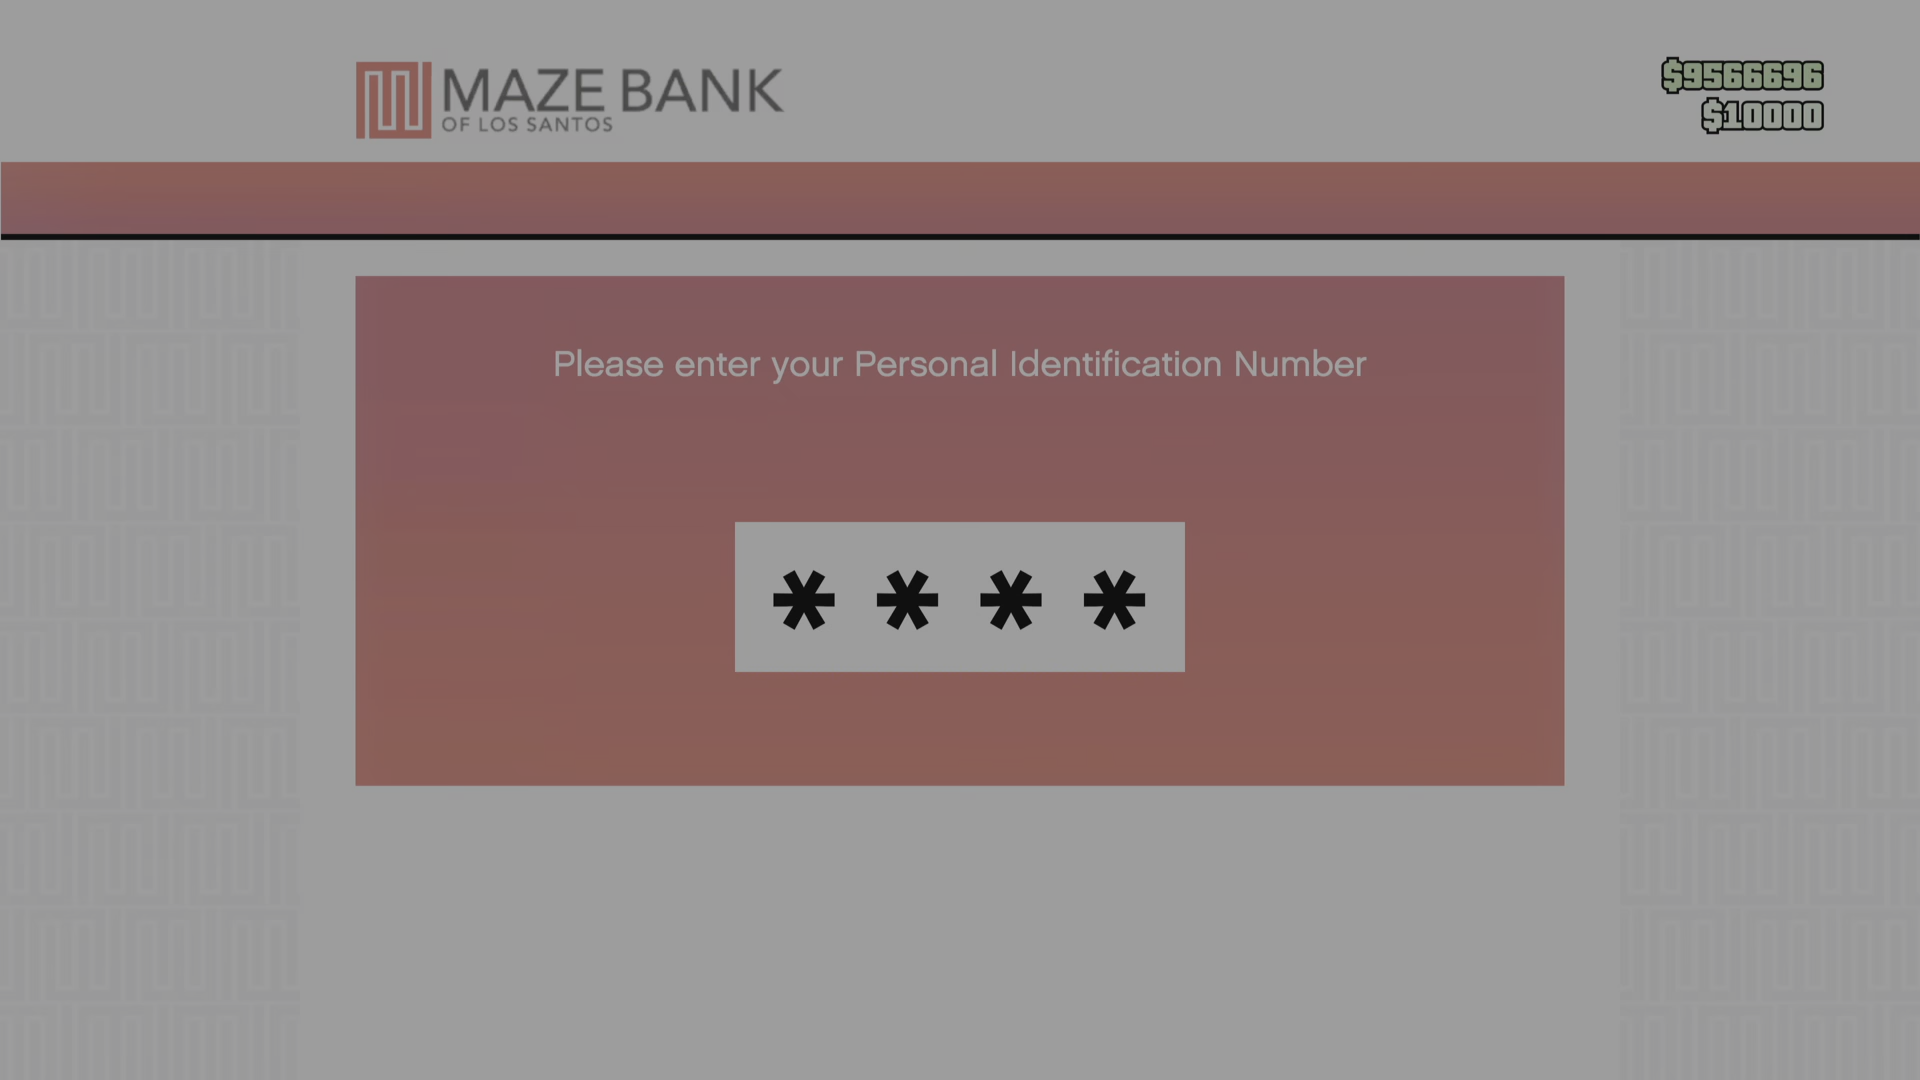 MAZE BANK
OF LOS SANTOS
$9566696
$10000
Please enter your Personal Identification Number
* * * *